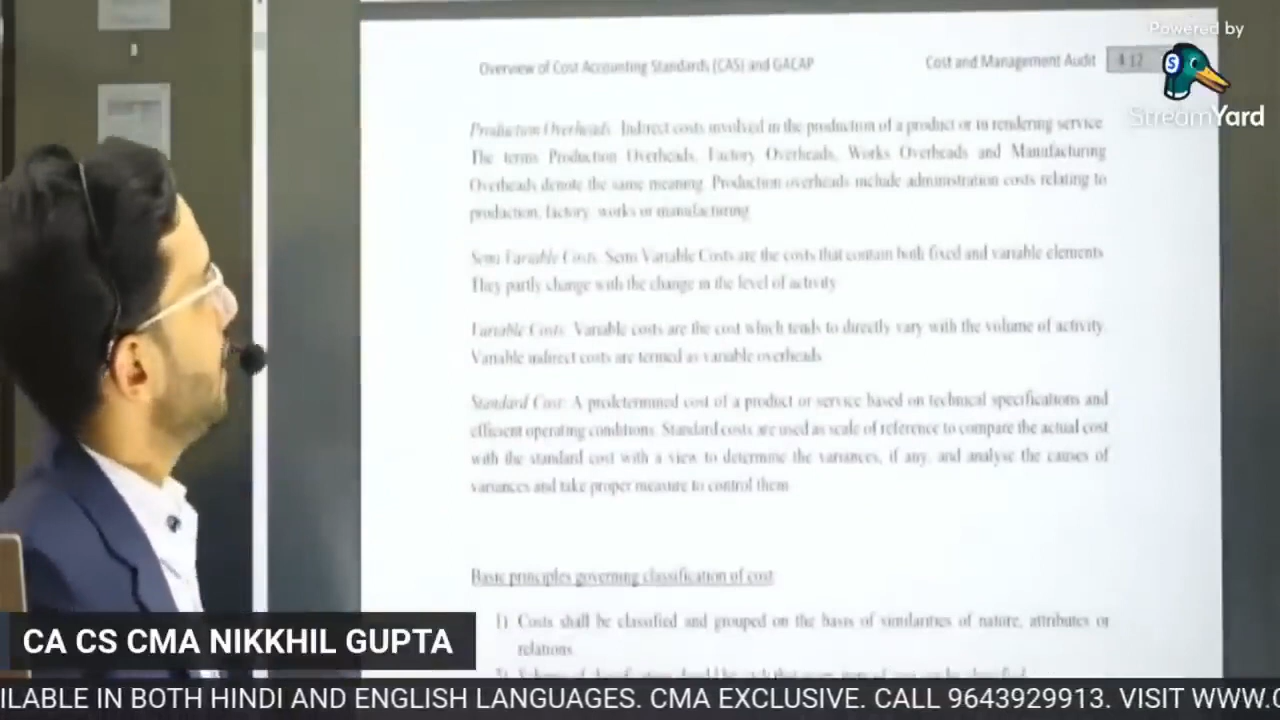 Powered by
StreamYard
Overview of Cost Accounting Standards (CAS) and GACAP
Cost and Management Audit
4.12
Production Overheads. Indirect costs involved in the production of a product or in rendering service.
The terms Production Overheads, Factory Overheads, Works Overheads and Manufacturing
Overheads denote the same meaning. Production overheads include administration costs relating to
production, factory, works or manufacturing
Semi Variable Costs. Semi Variable Costs are the costs that contain both fixed and variable elements
They partly change with the change in the level of activity
Variable Costs. Variable costs are the cost which tends to directly vary with the volume of activity.
Variable indirect costs are termed as variable overheads
Standard Cost: A predetermined cost of a product or service based on technical specifications and
efficient operating conditions. Standard costs are used as scale of reference to compare the actual cost
with the standard cost with a view to determine the variances, if any, and analyse the causes of
variances and take proper measure to control them
Basic principles governing classification of cost
1) Costs shall be classified and grouped on the basis of similarities of nature, attributes or
relations.
CA CS CMA NIKKHIL GUPTA
ILABLE IN BOTH HINDI AND ENGLISH LANGUAGES. CMA EXCLUSIVE. CALL 9643929913. VISIT WWW.